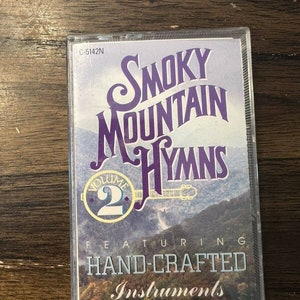 C-5142N
SMOKY
MOUNTAIN
HYMNS
VOLUME
2
FEATURING
HAND-CRAFTED
Instruments